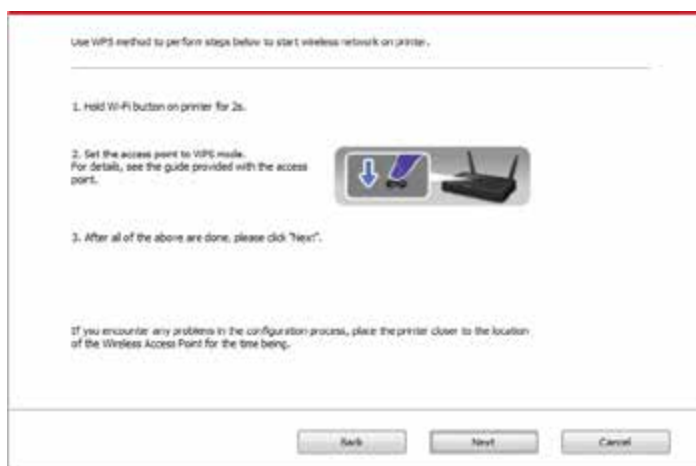 Use WPS method to perform steps below to start wireless network on printer.
1. Hold Wi-Fi button on printer for 2s.
2. Set the access point to WPS mode.
For details, see the guide provided with the access
point.
3. After all of the above are done, please click "Next".
If you encounter any problems in the configuration process, place the printer closer to the location
of the Wireless Access Point for the time being.
Back
Next
Cancel